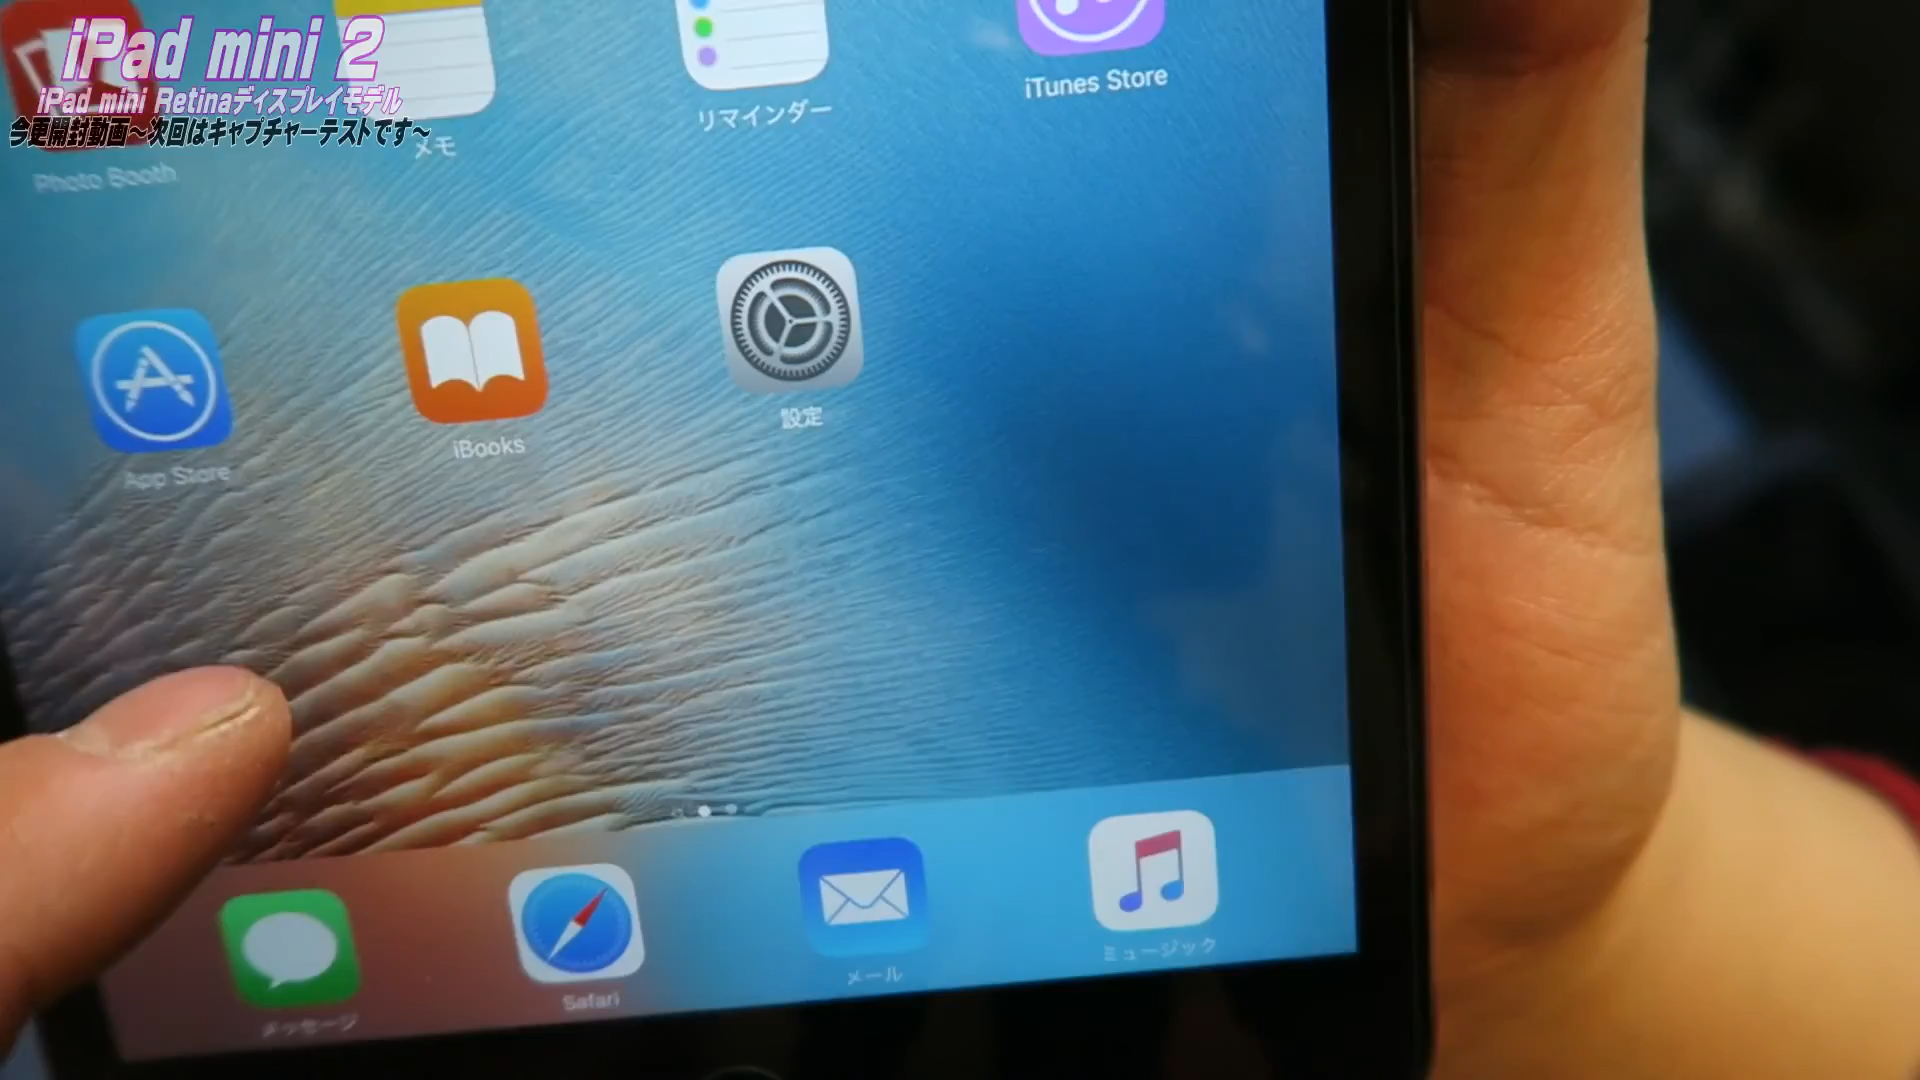 iPad mini 2
iPad mini Retinaディスプレイモデル
今更開封動画～次回はキャプチャーテストです～
Photo Booth
メモ
リマインダー
iTunes Store
App Store
iBooks
設定
メッセージ
Safari
メール
ミュージック